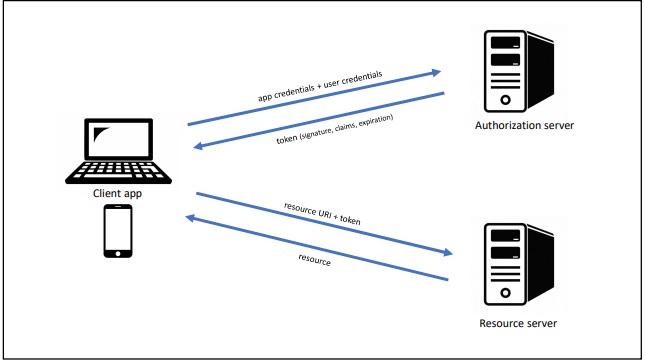 app credentials + user credentials
token (signature, claims, expiration)
Authorization server
Client app
resource URI + token
resource
Resource server